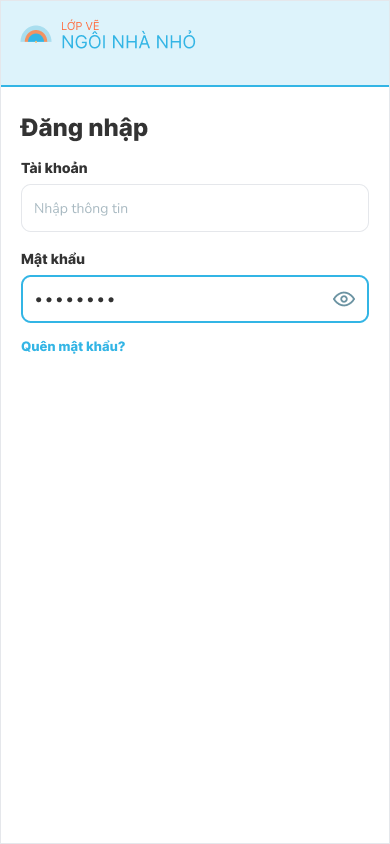 LỚP VẼ
NGÔI NHÀ NHỎ
Đăng nhập
Tài khoản
Nhập thông tin
Mật khẩu
••••••••
Quên mật khẩu?